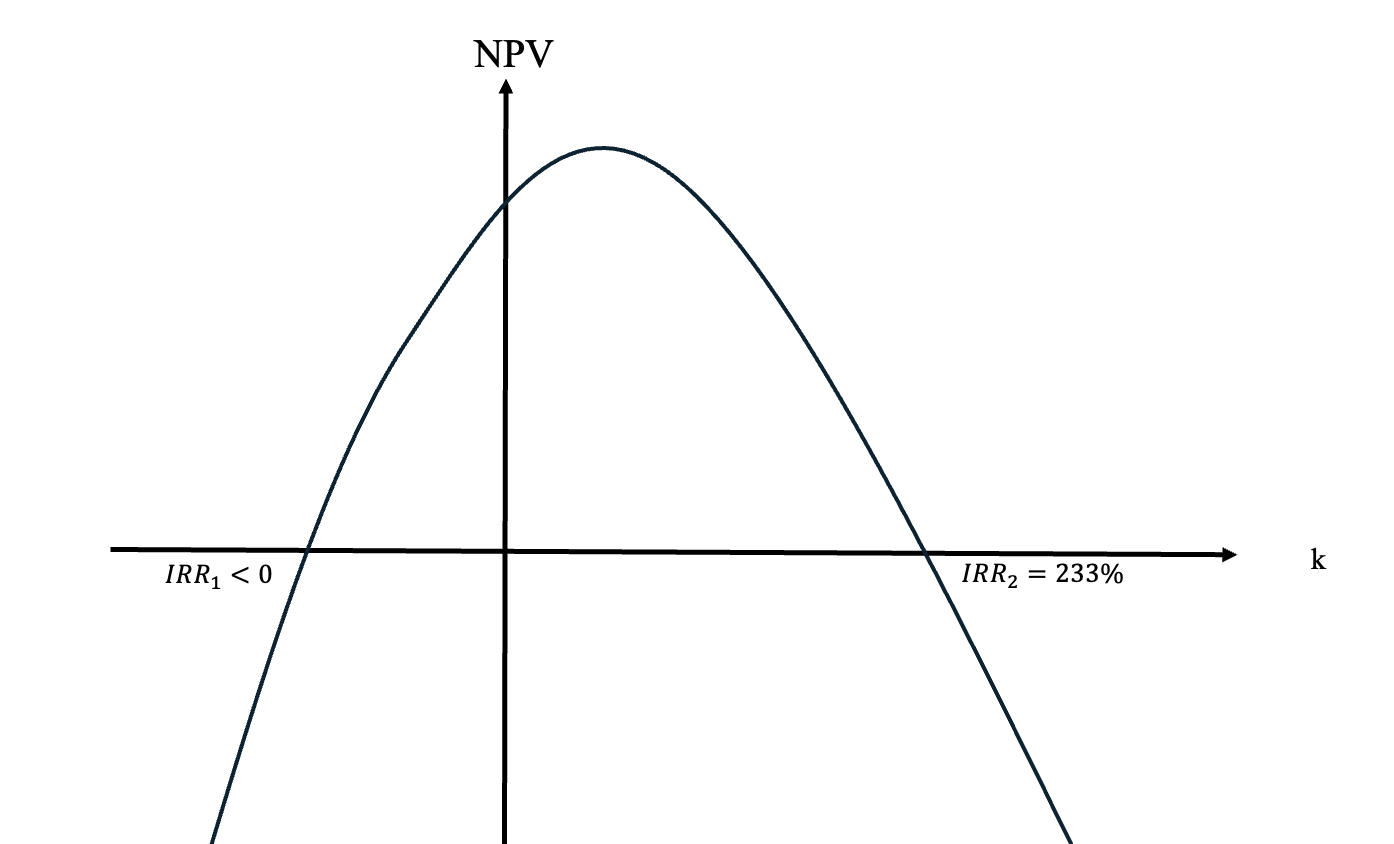 NPV
k
IRR₁ < 0
IRR₂ = 233%